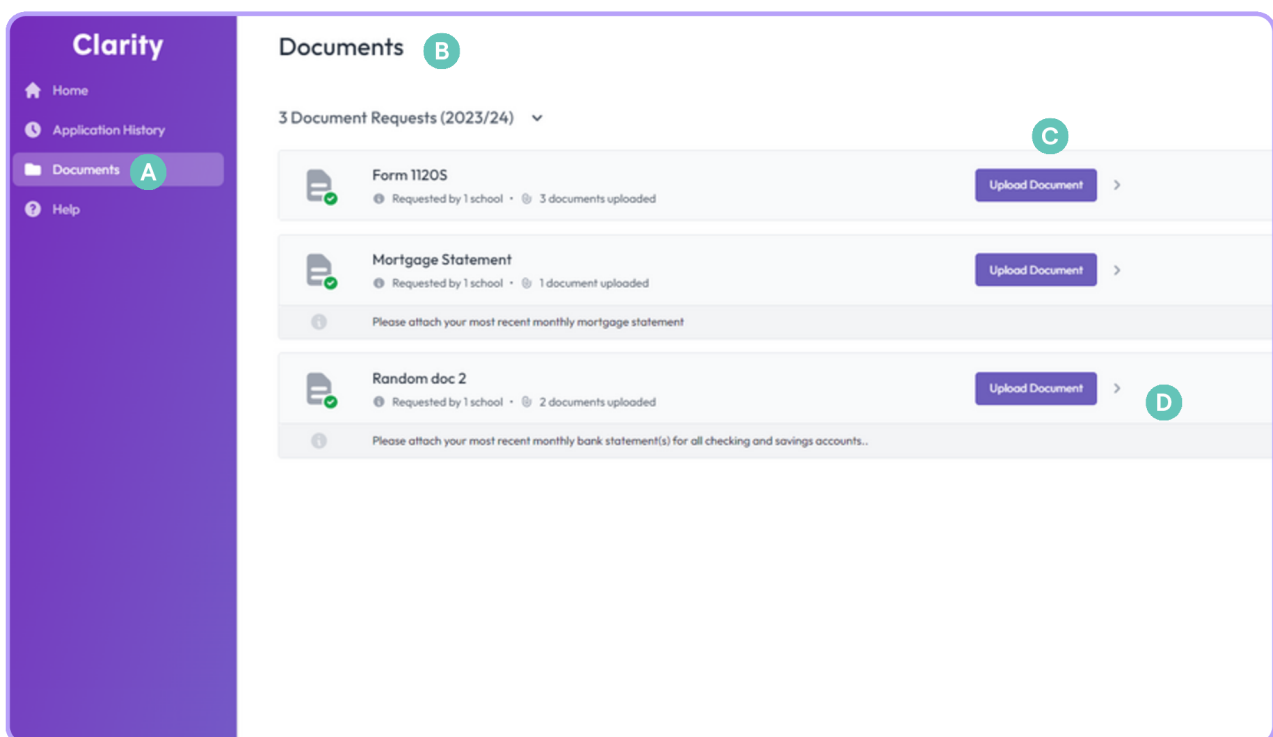 Clarity
Home
Application History
Documents A
Help
Documents B
3 Document Requests (2023/24)
C
Form 1120S
Requested by 1 school • 3 documents uploaded
Upload Document
Mortgage Statement
Requested by 1 school • 1 document uploaded
Upload Document
Please attach your most recent monthly mortgage statement
Random doc 2
Requested by 1 school • 2 documents uploaded
Upload Document
D
Please attach your most recent monthly bank statement(s) for all checking and savings accounts..